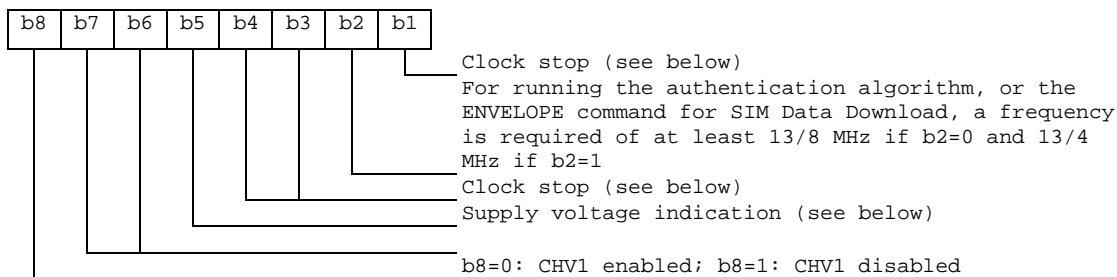 b8 b7 b6 b5 b4 b3 b2 b1
Clock stop (see below)
For running the authentication algorithm, or the
ENVELOPE command for SIM Data Download, a frequency
is required of at least 13/8 MHz if b2=0 and 13/4
MHz if b2=1
Clock stop (see below)
Supply voltage indication (see below)
b8=0: CHV1 enabled; b8=1: CHV1 disabled